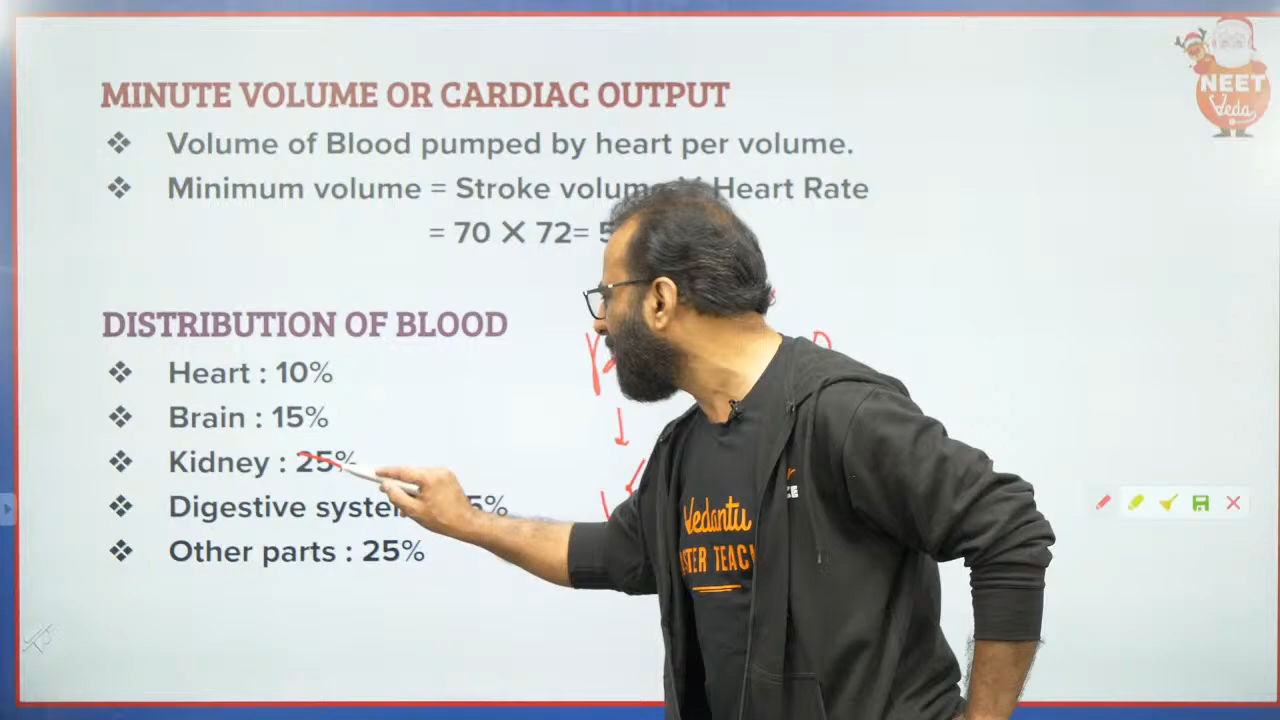 MINUTE VOLUME OR CARDIAC OUTPUT
❖ Volume of Blood pumped by heart per volume.
❖ Minimum volume = Stroke volume X Heart Rate
= 70 X 72= 5
DISTRIBUTION OF BLOOD
❖ Heart : 10%
❖ Brain : 15%
❖ Kidney : 25%
❖ Digestive 5%
❖ Other parts : 25%
NEET
Veda
Vedantu